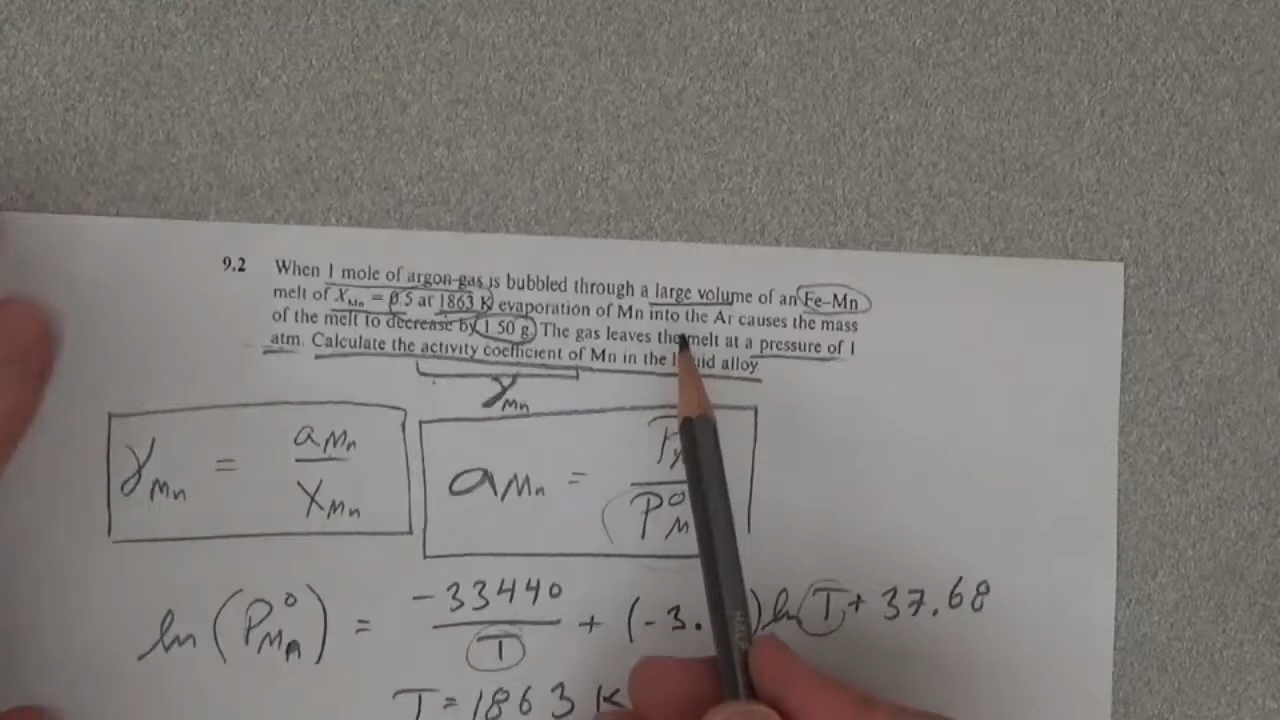 9.2 When 1 mole of argon gas is bubbled through a large volume of an Fe–Mn
melt of X_Mn = 0.5 at 1863 K evaporation of Mn into the Ar causes the mass
of the melt to decrease by 1 50 g. The gas leaves the melt at a pressure of 1
atm. Calculate the activity coefficient of Mn in the alloy
γ_Mn
γ_Mn = a_Mn / X_Mn
a_Mn =
ln(P°_Mn) = -33440 / T + (-3. ) ln T + 37.68
T = 1863 K